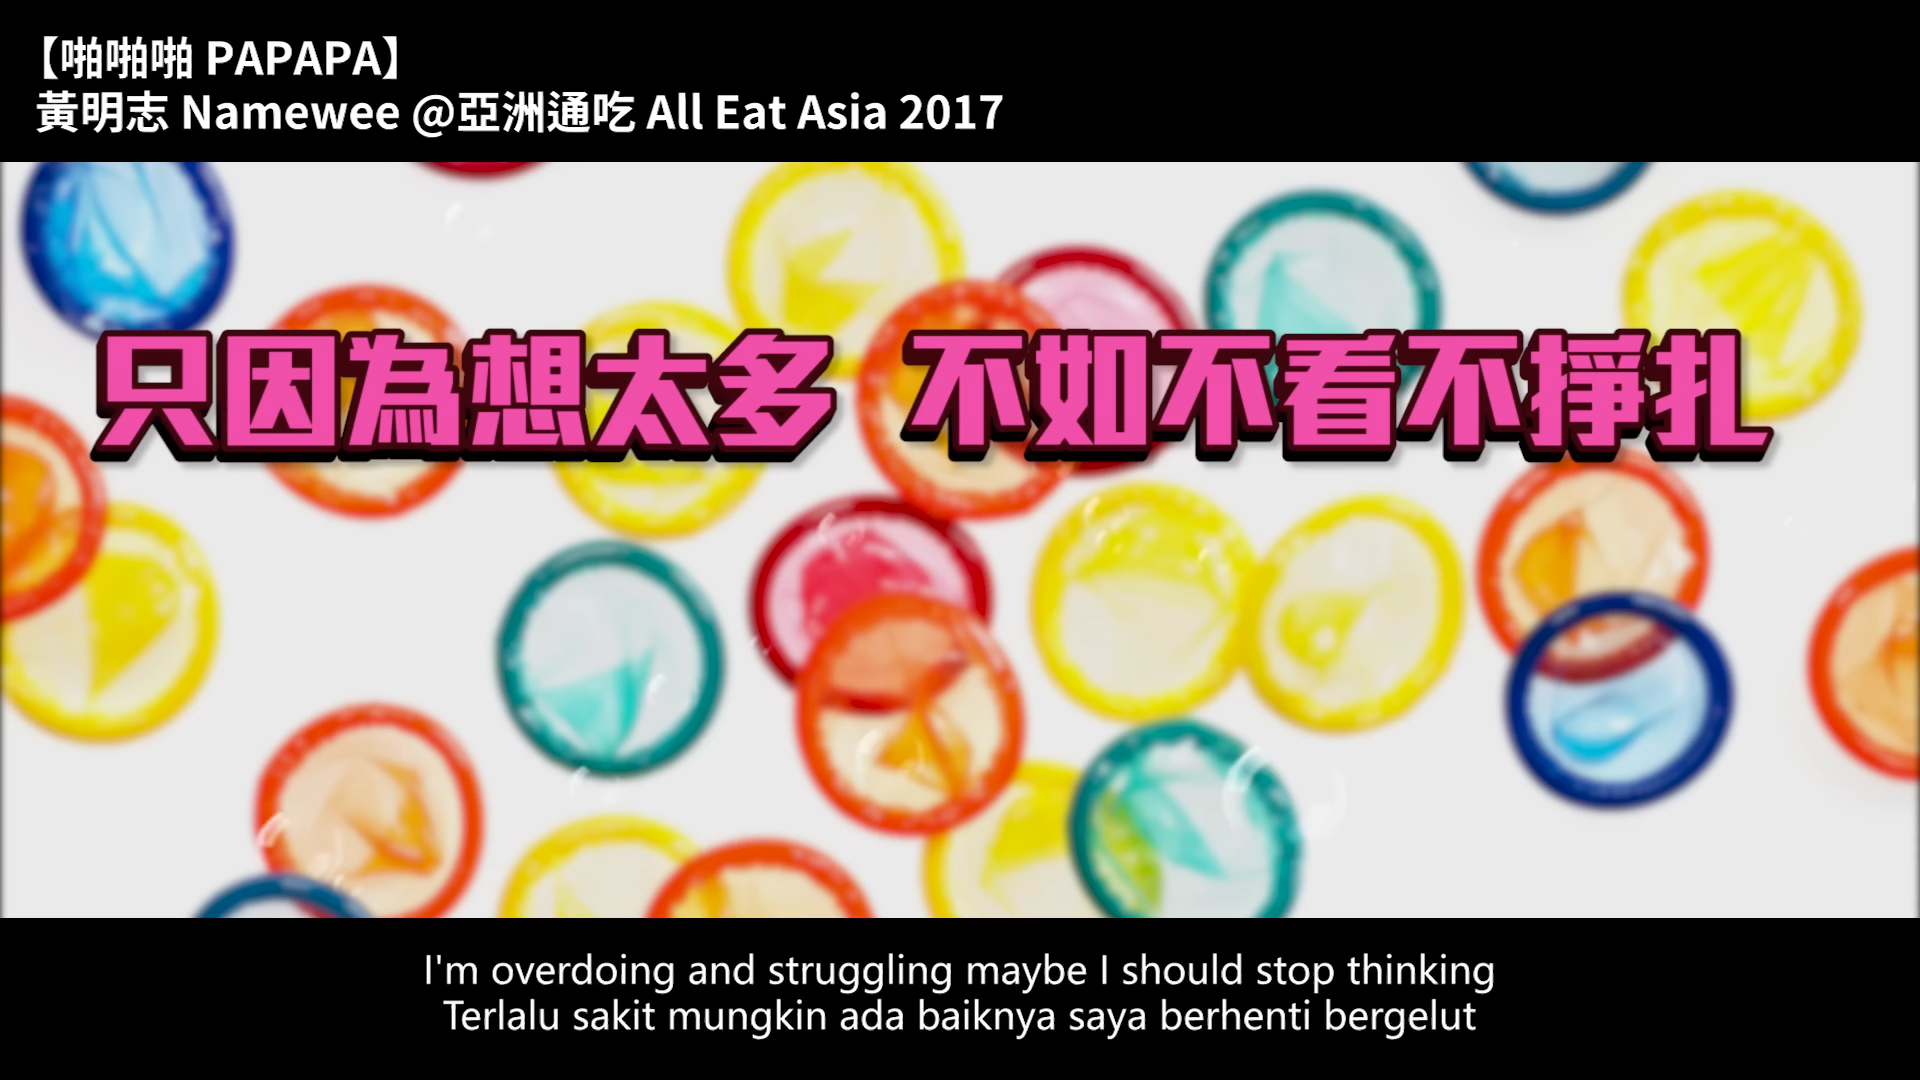 【啪啪啪 PAPAPA】
黃明志 Namewee @亞洲通吃 All Eat Asia 2017
只因為想太多 不如不看不掙扎
I'm overdoing and struggling maybe I should stop thinking
Terlalu sakit mungkin ada baiknya saya berhenti bergelut